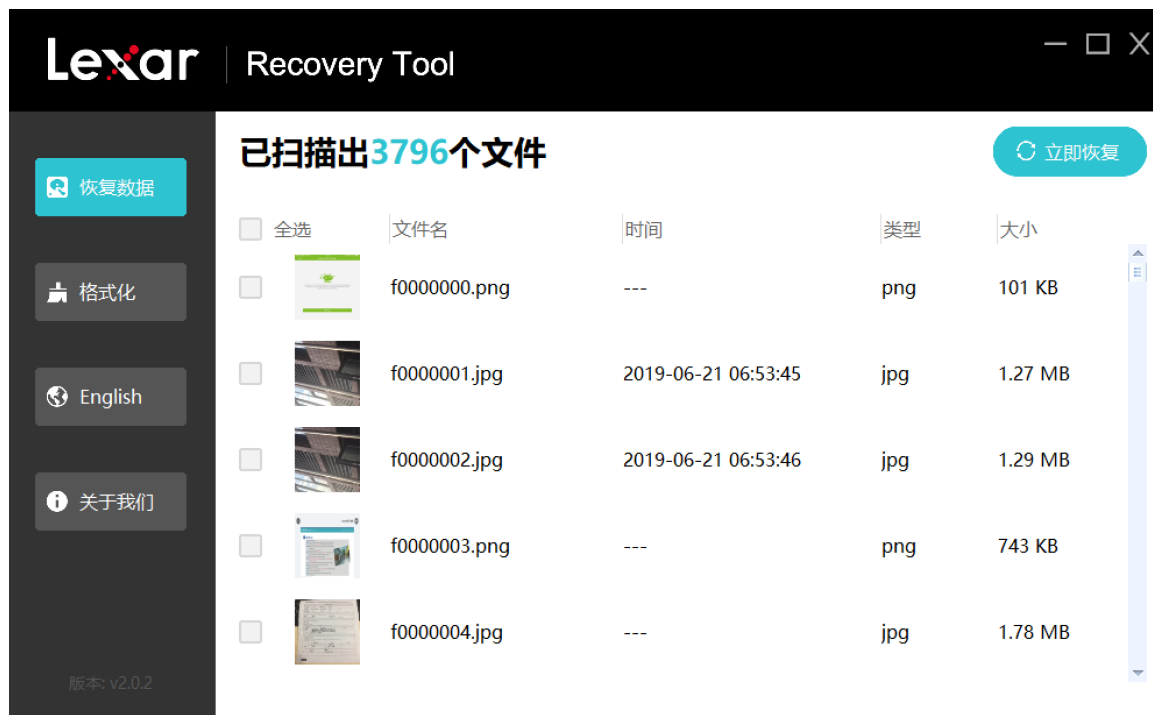 Lexar Recovery Tool
已扫描出3796个文件
立即恢复
恢复数据
格式化
English
关于我们
版本: v2.0.2
全选 文件名 时间 类型 大小
f0000000.png --- png 101 KB
f0000001.jpg 2019-06-21 06:53:45 jpg 1.27 MB
f0000002.jpg 2019-06-21 06:53:46 jpg 1.29 MB
f0000003.png --- png 743 KB
f0000004.jpg --- jpg 1.78 MB